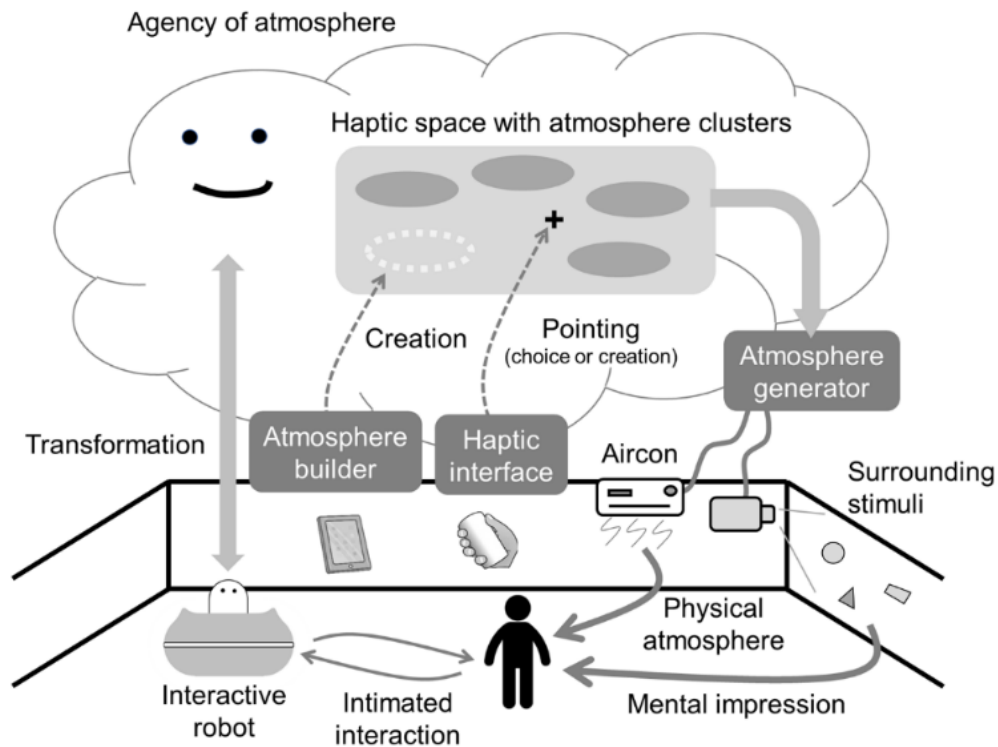 Agency of atmosphere
Haptic space with atmosphere clusters
Creation
Pointing
(choice or creation)
Atmosphere
generator
Transformation
Atmosphere
builder
Haptic
interface
Aircon
Surrounding
stimuli
Physical
atmosphere
Interactive
robot
Intimated
interaction
Mental impression